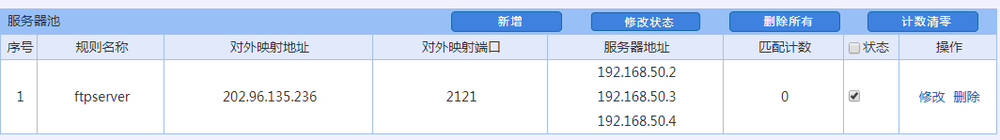 服务器池 新增 修改状态 删除所有 计数清零
序号 规则名称 对外映射地址 对外映射端口 服务器地址 匹配计数 状态 操作
1 ftpserver 202.96.135.236 2121 192.168.50.2 0 修改 删除
192.168.50.3
192.168.50.4